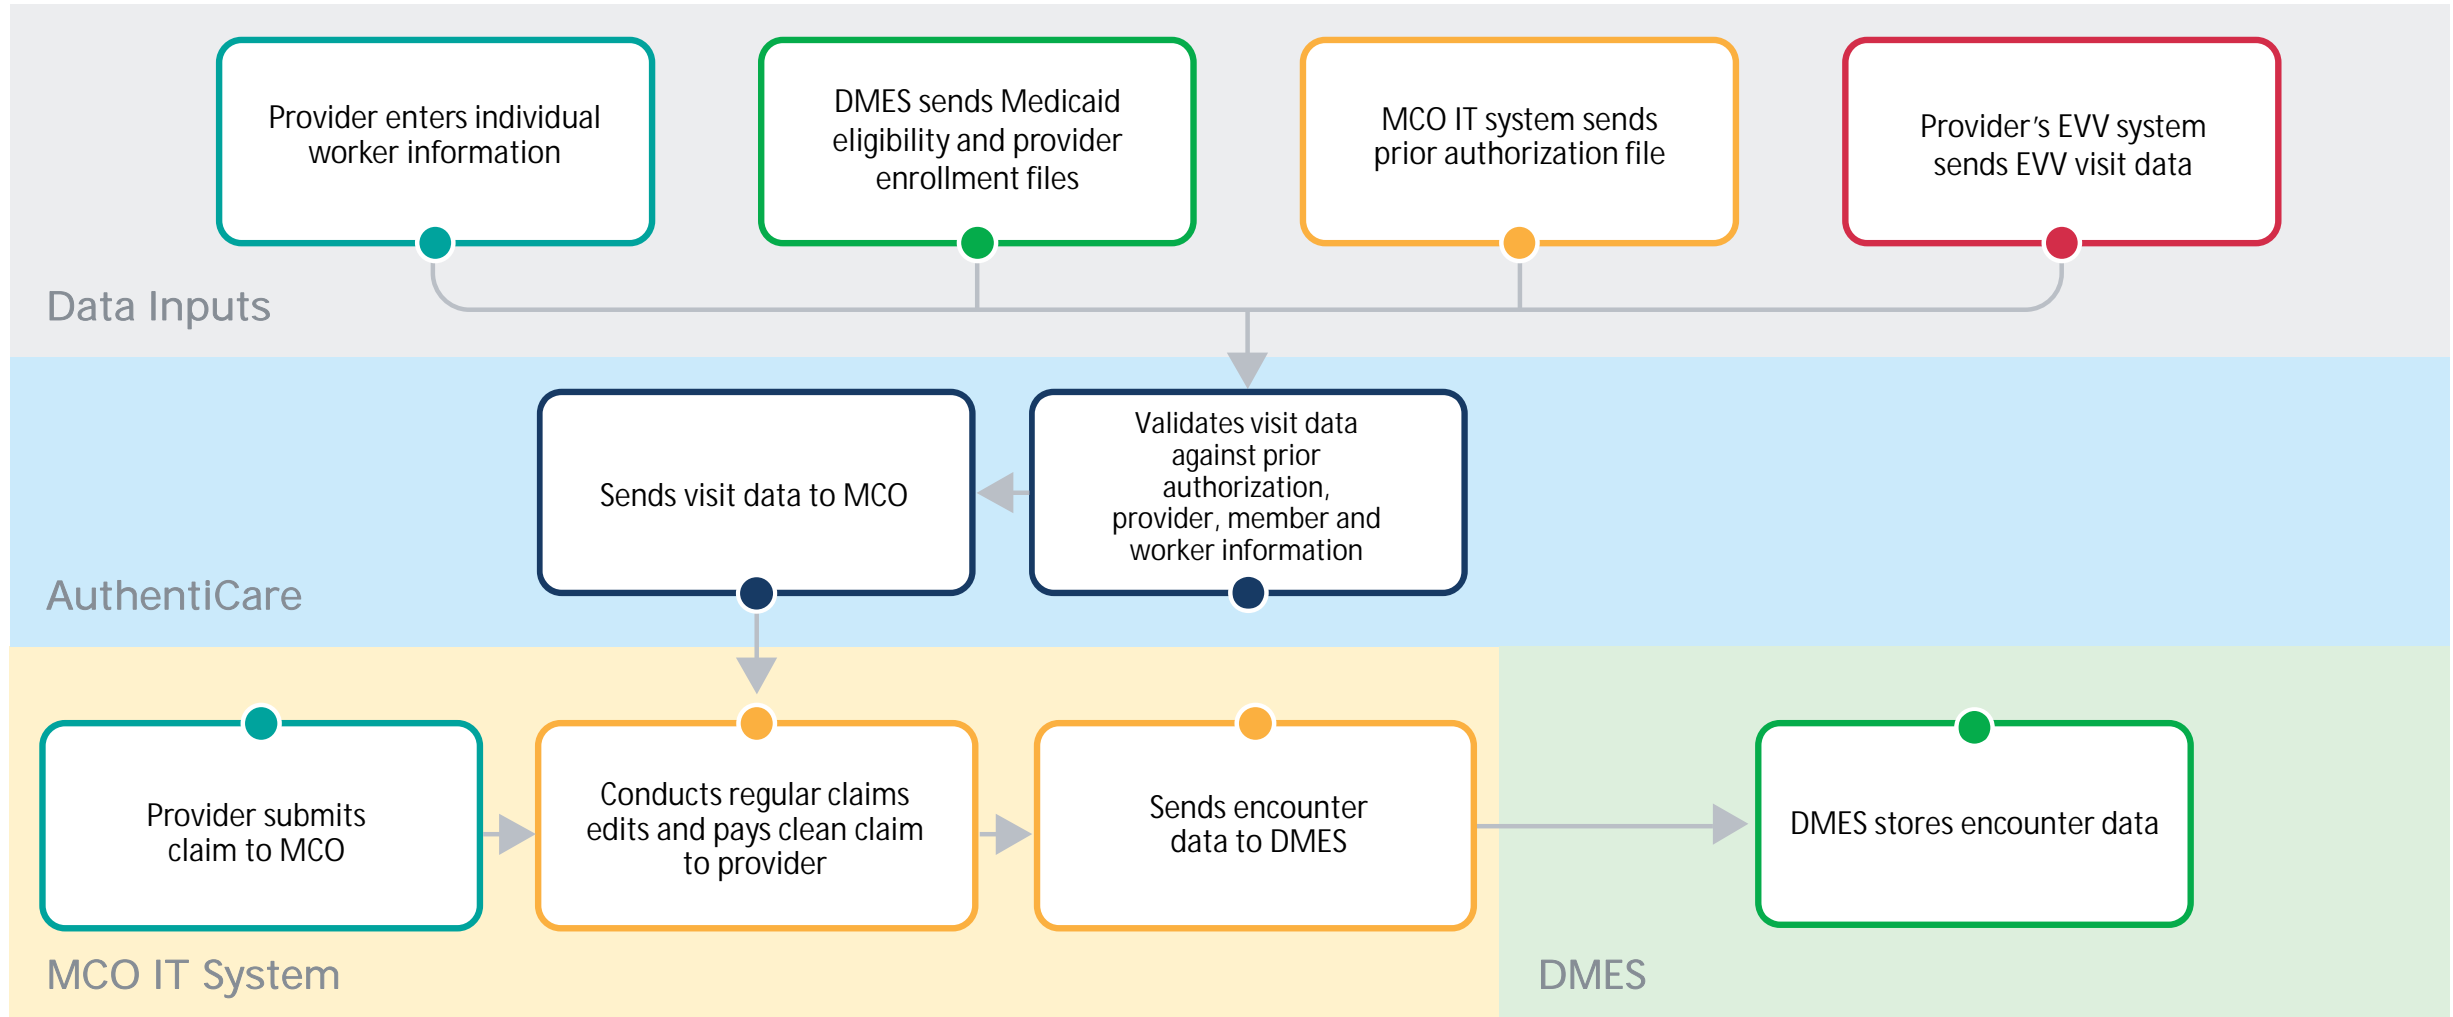 Provider enters individual
worker information
DMES sends Medicaid
eligibility and provider
enrollment files
MCO IT system sends
prior authorization file
Provider's EVV system
sends EVV visit data
Data Inputs
Sends visit data to MCO
Validates visit data
against prior
authorization,
provider, member and
worker information
AuthentiCare
Provider submits
claim to MCO
Conducts regular claims
edits and pays clean claim
to provider
Sends encounter
data to DMES
DMES stores encounter data
MCO IT System
DMES